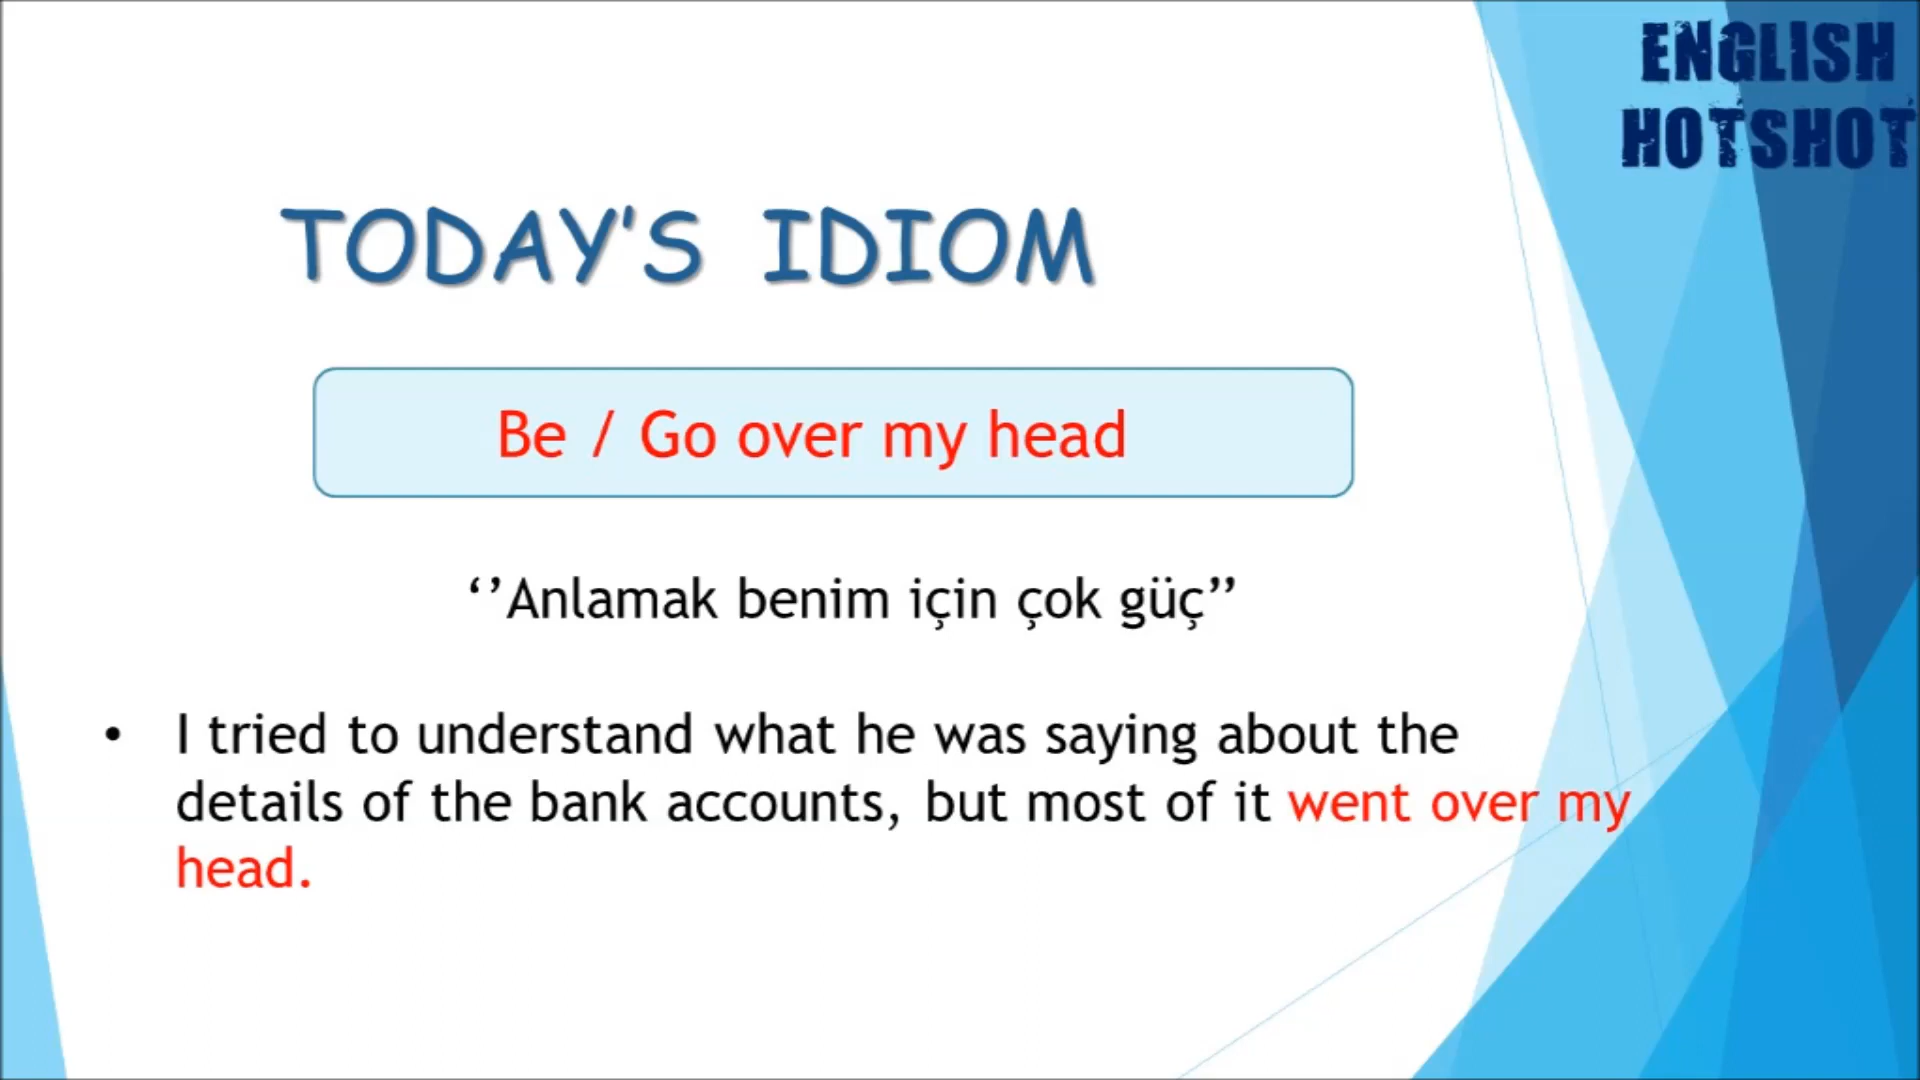 ENGLISH
HOTSHOT
TODAY’S IDIOM
Be / Go over my head
‘’Anlamak benim için çok güç’’
• I tried to understand what he was saying about the
details of the bank accounts, but most of it went over my
head.